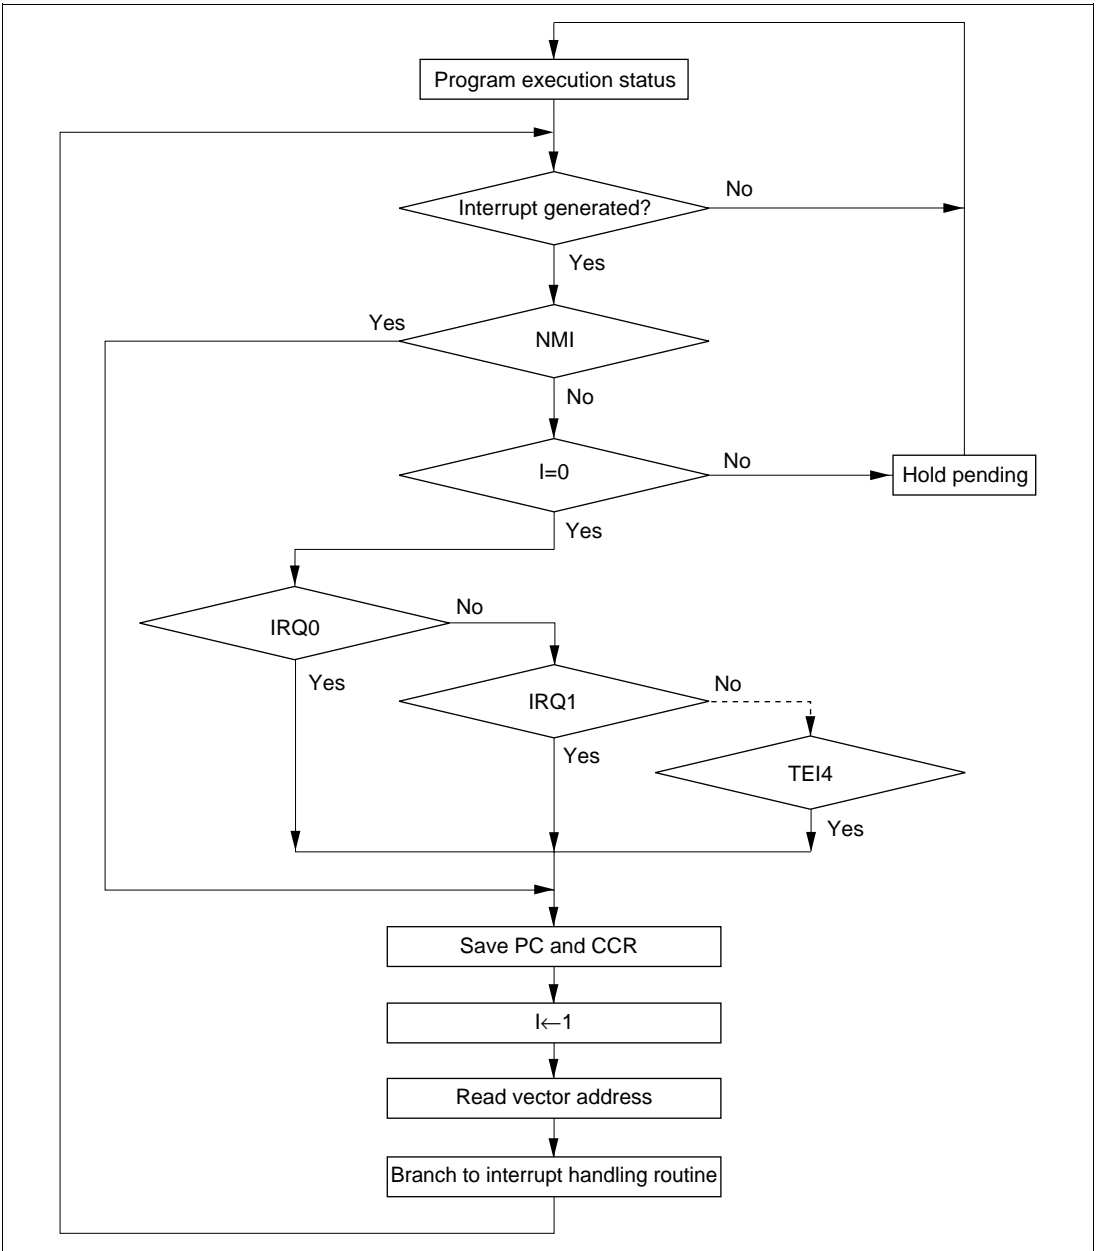 Program execution status
Interrupt generated?
No
Yes
Yes
NMI
No
I=0
No
Hold pending
Yes
IRQ0
No
Yes
IRQ1
No
Yes
TEI4
Yes
Save PC and CCR
I←1
Read vector address
Branch to interrupt handling routine